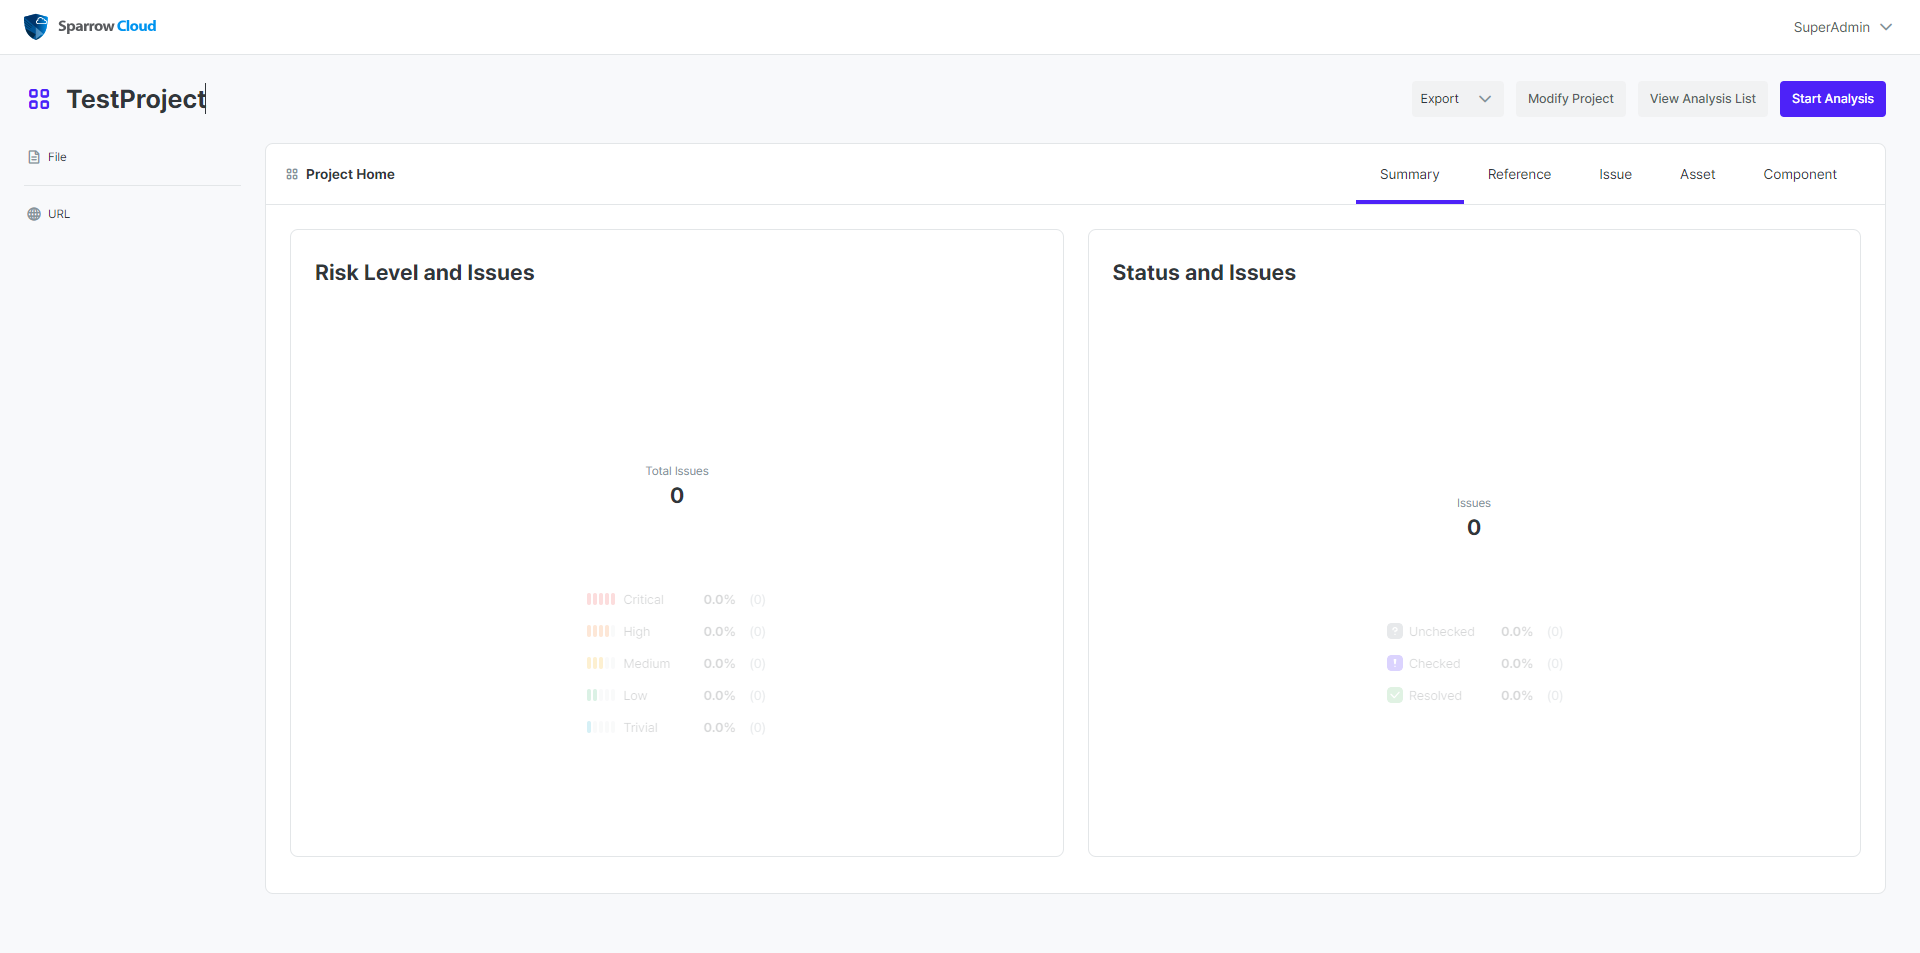 Sparrow Cloud
SuperAdmin
TestProject
Export
Modify Project
View Analysis List
Start Analysis
File
URL
Project Home
Summary
Reference
Issue
Asset
Component
Risk Level and Issues
Total Issues
0
Critical 0.0% (0)
High 0.0% (0)
Medium 0.0% (0)
Low 0.0% (0)
Trivial 0.0% (0)
Status and Issues
Issues
0
Unchecked 0.0% (0)
Checked 0.0% (0)
Resolved 0.0% (0)